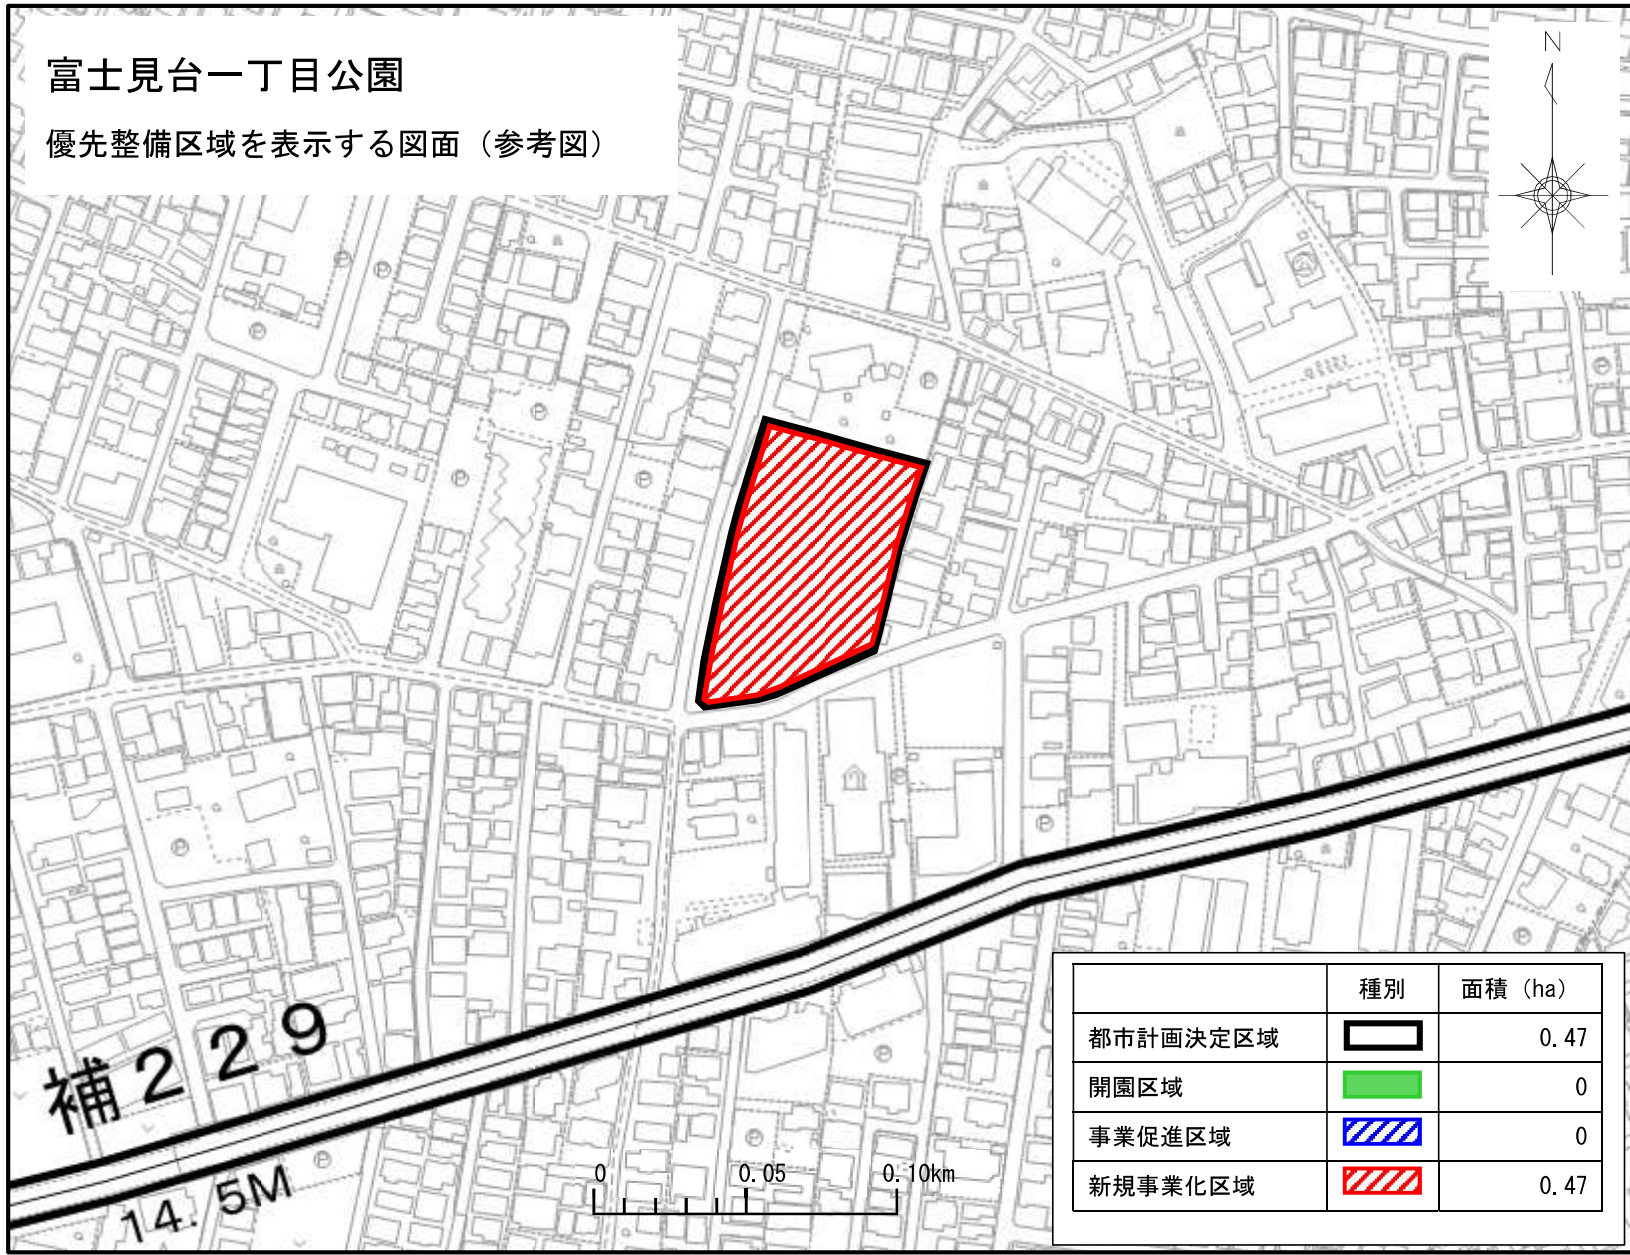 富士見台一丁目公園
優先整備区域を表示する図面（参考図）
N
補229
14.5M
0 0.05 0.10km
種別 面積（ha）
都市計画決定区域 0.47
開園区域 0
事業促進区域 0
新規事業化区域 0.47